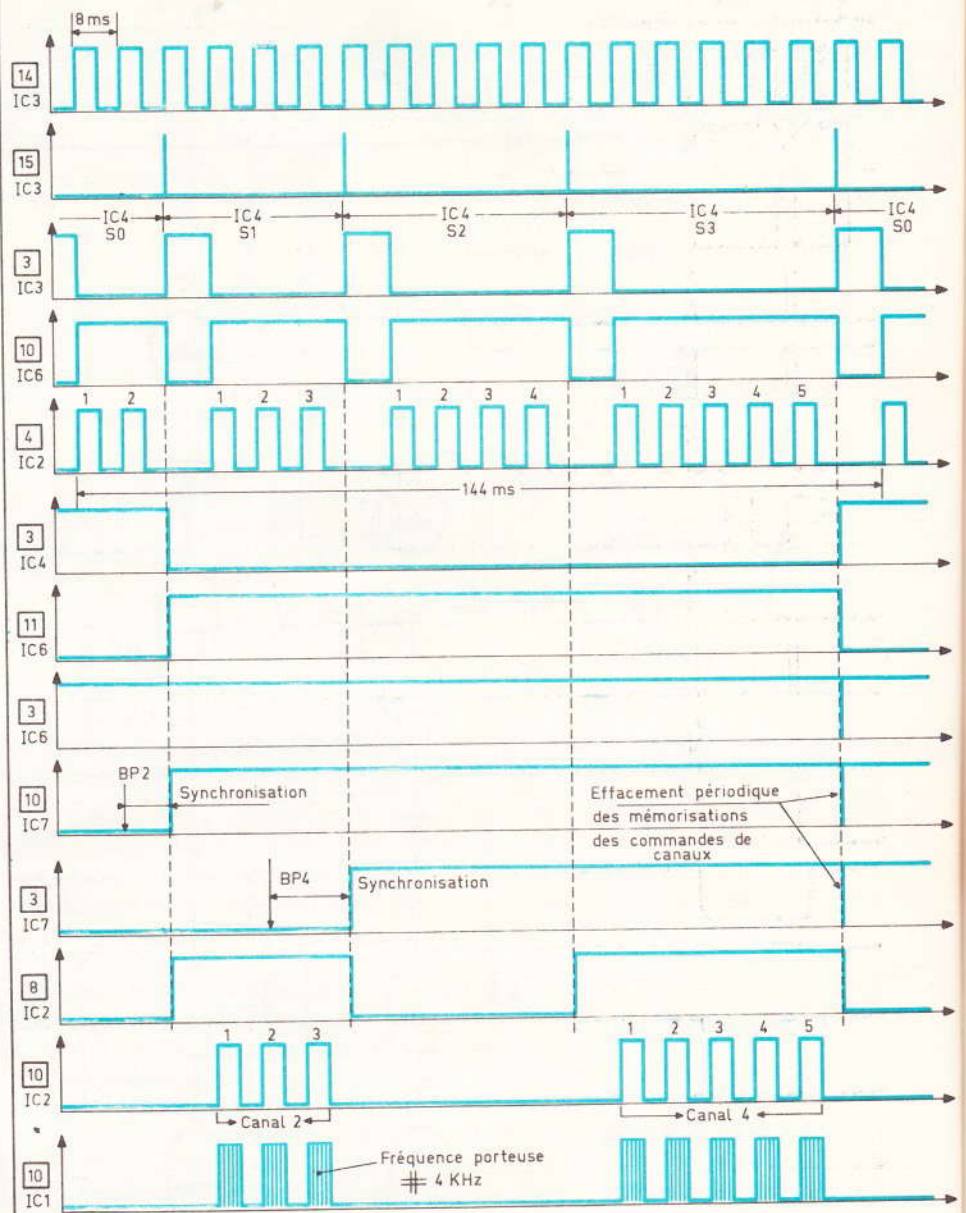 8 ms
14
IC3
15
IC3
IC4 S0
IC4 S1
IC4 S2
IC4 S3
IC4 S0
3
IC3
10
IC6
1 2 1 2 3 1 2 3 4 1 2 3 4 5
4
IC2
144 ms
3
IC4
11
IC6
3
IC6
BP2
Synchronisation
Effacement périodique
des mémorisations
des commandes de
canaux
10
IC7
BP4
Synchronisation
3
IC7
8
IC2
1 2 3 1 2 3 4 5
10
IC2
Canal 2
Canal 4
10
IC1
Fréquence porteuse
# 4 KHz